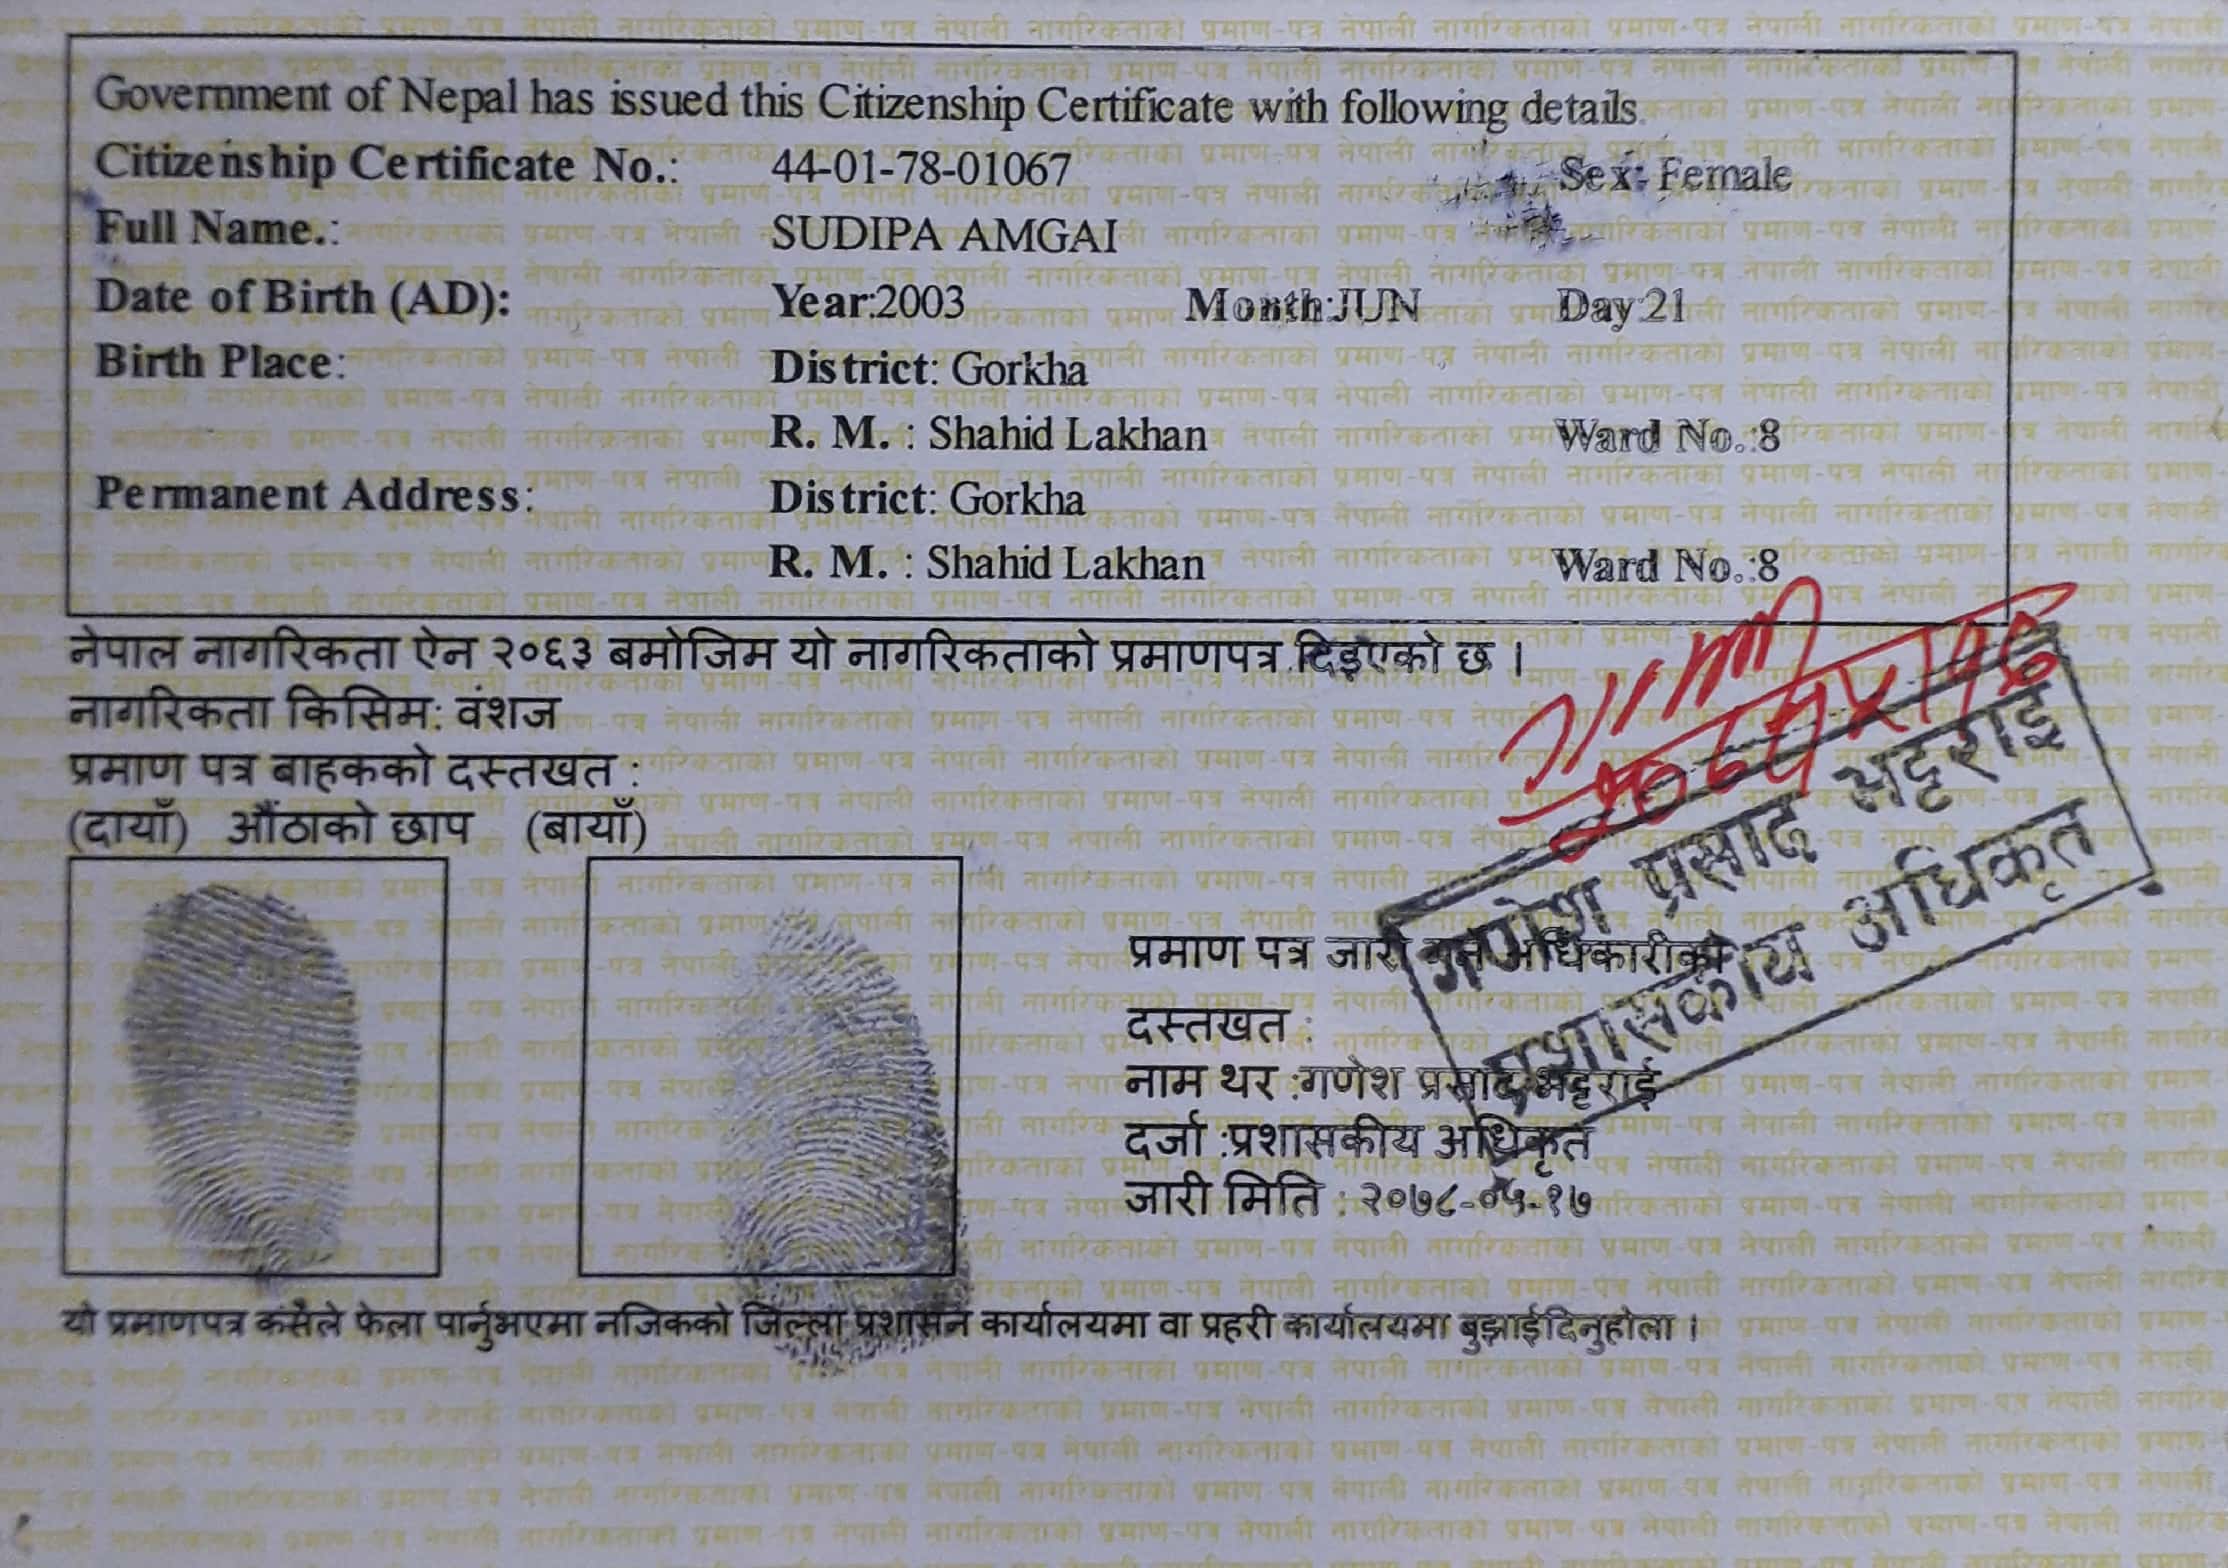 Government of Nepal has issued this Citizenship Certificate with following details.
Citizenship Certificate No.: 44-01-78-01067 Sex: Female
Full Name.: SUDIPA AMGAI
Date of Birth (AD): Year:2003 Month:JUN Day:21
Birth Place: District: Gorkha
R. M. : Shahid Lakhan Ward No.:8
Permanent Address: District: Gorkha
R. M. : Shahid Lakhan Ward No.:8
नेपाल नागरिकता ऐन २०६३ बमोजिम यो नागरिकताको प्रमाणपत्र दिइएको छ ।
नागरिकता किसिम: वंशज
प्रमाण पत्र बाहकको दस्तखत :
(दायाँ) औंठाको छाप (बायाँ)
गणेश प्रसाद भट्टराई
प्रशासकीय अधिकृत
प्रमाण पत्र जारी गर्ने अधिकारीको
दस्तखत :
नाम थर :गणेश प्रसाद भट्टराई
दर्जा :प्रशासकीय अधिकृत
जारी मिति : २०७८-०५-१७
यो प्रमाणपत्र कसैले फेला पार्नुभएमा नजिकको जिल्ला प्रशासन कार्यालयमा वा प्रहरी कार्यालयमा बुझाईदिनुहोला ।